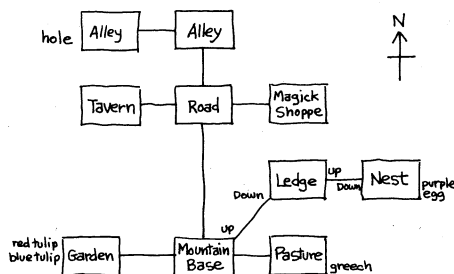 N
hole
Alley
Alley
Tavern
Road
Magick
Shoppe
Ledge
up
Down
Nest
purple
egg
Down
up
red tulip
blue tulip
Garden
Mountain
Base
Pasture
greech